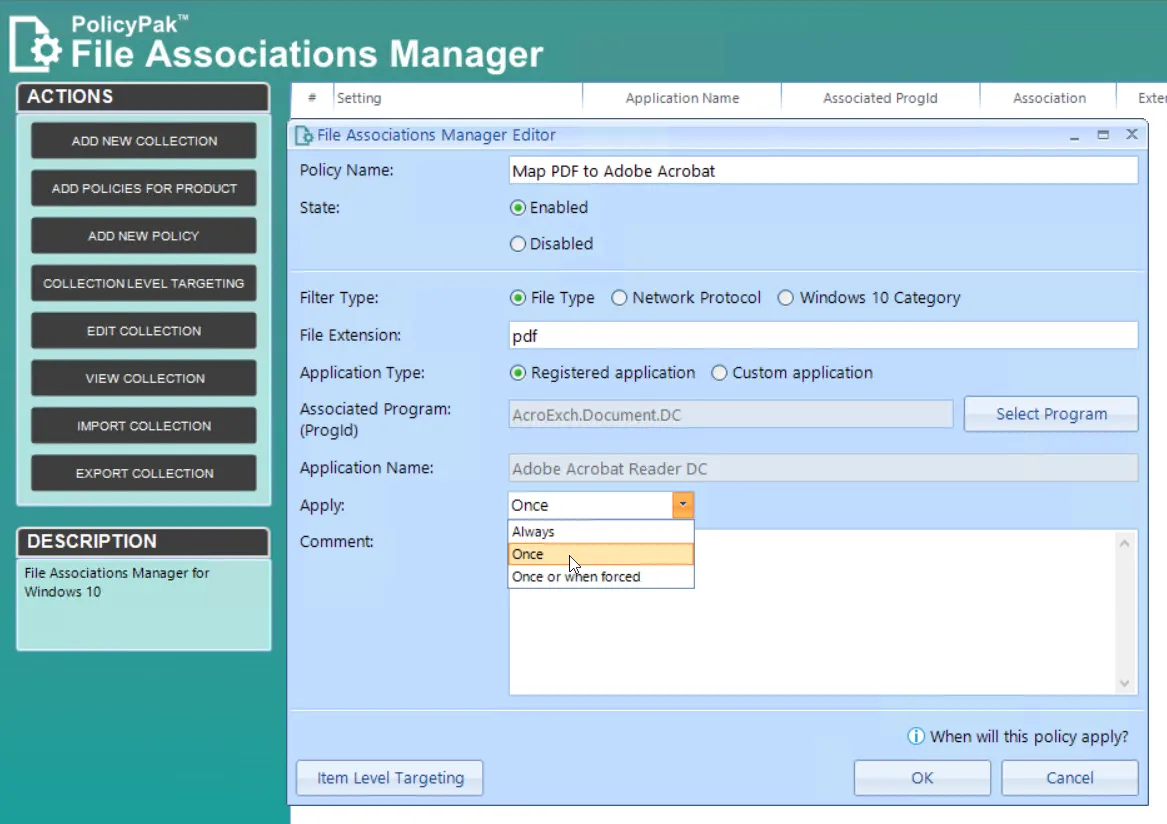 PolicyPak™
File Associations Manager
ACTIONS
ADD NEW COLLECTION
ADD POLICIES FOR PRODUCT
ADD NEW POLICY
COLLECTION LEVEL TARGETING
EDIT COLLECTION
VIEW COLLECTION
IMPORT COLLECTION
EXPORT COLLECTION
DESCRIPTION
File Associations Manager for
Windows 10
# Setting Application Name Associated ProgId Association Exter
File Associations Manager Editor
Policy Name: Map PDF to Adobe Acrobat
State: Enabled
Disabled
Filter Type: File Type Network Protocol Windows 10 Category
File Extension: pdf
Application Type: Registered application Custom application
Associated Program:
(ProgId) AcroExch.Document.DC Select Program
Application Name: Adobe Acrobat Reader DC
Apply: Once
Always
Once
Once or when forced
Comment:
When will this policy apply?
Item Level Targeting OK Cancel